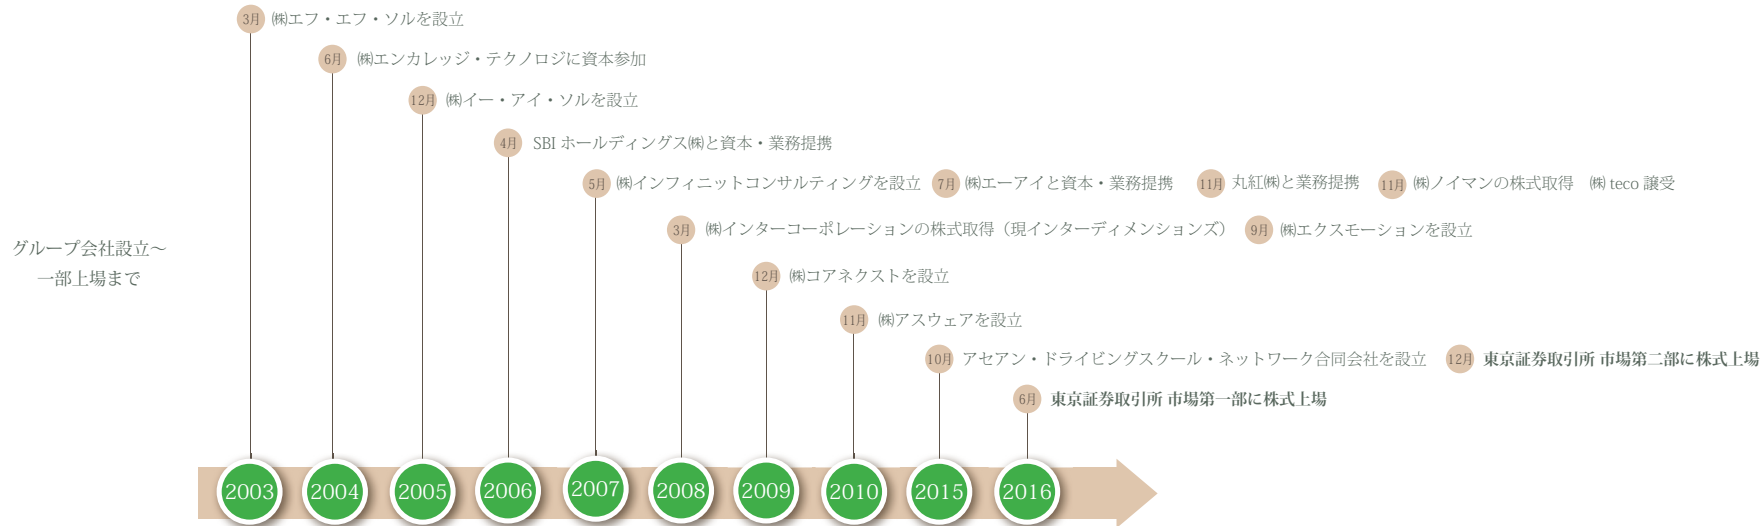 3月 ㈱エフ・エフ・ソルを設立
6月 ㈱エンカレッジ・テクノロジに資本参加
12月 ㈱イー・アイ・ソルを設立
4月 SBI ホールディングス㈱と資本・業務提携
5月 ㈱インフィニットコンサルティングを設立 7月 ㈱エーアイと資本・業務提携 11月 丸紅㈱と業務提携 11月 ㈱ノイマンの株式取得 ㈱ teco 譲受
3月 ㈱インターコーポレーションの株式取得（現インターディメンションズ） 9月 ㈱エクスモーションを設立
グループ会社設立～
一部上場まで
12月 ㈱コアネクストを設立
11月 ㈱アスウェアを設立
10月 アセアン・ドライビングスクール・ネットワーク合同会社を設立 12月 東京証券取引所 市場第二部に株式上場
6月 東京証券取引所 市場第一部に株式上場
2003 2004 2005 2006 2007 2008 2009 2010 2015 2016